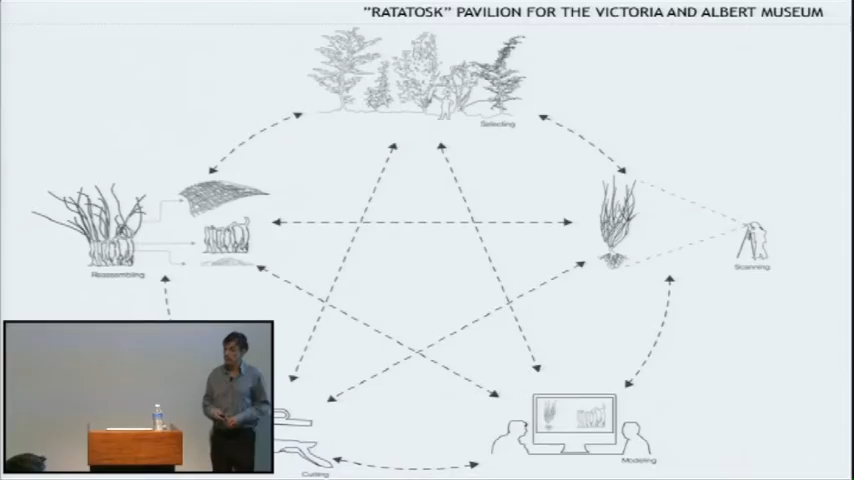 "RATATOSK" PAVILION FOR THE VICTORIA AND ALBERT MUSEUM
Selecting
Reassembling
Scanning
Modeling
Cutting